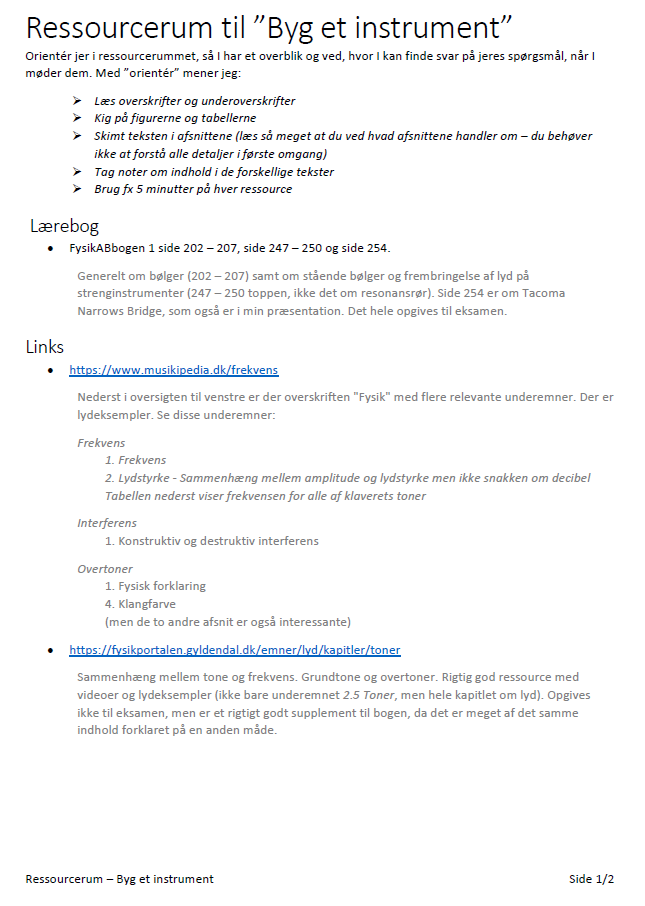 Ressourcerum til ”Byg et instrument”
Orientér jer i ressourcerummet, så I har et overblik og ved, hvor I kan finde svar på jeres spørgsmål, når I
møder dem. Med ”orientér” mener jeg:
➢ Læs overskrifter og underoverskrifter
➢ Kig på figurerne og tabellerne
➢ Skimt teksten i afsnittene (læs så meget at du ved hvad afsnittene handler om – du behøver
ikke at forstå alle detaljer i første omgang)
➢ Tag noter om indhold i de forskellige tekster
➢ Brug fx 5 minutter på hver ressource
Lærebog
• FysikABbogen 1 side 202 – 207, side 247 – 250 og side 254.
Generelt om bølger (202 – 207) samt om stående bølger og frembringelse af lyd på
strenginstrumenter (247 – 250 toppen, ikke det om resonansrør). Side 254 er om Tacoma
Narrows Bridge, som også er i min præsentation. Det hele opgives til eksamen.
Links
• https://www.musikipedia.dk/frekvens
Nederst i oversigten til venstre er der overskriften "Fysik" med flere relevante underemner. Der er
lydeksempler. Se disse underemner:
Frekvens
1. Frekvens
2. Lydstyrke - Sammenhæng mellem amplitude og lydstyrke men ikke snakken om decibel
Tabellen nederst viser frekvensen for alle af klaverets toner
Interferens
1. Konstruktiv og destruktiv interferens
Overtoner
1. Fysisk forklaring
4. Klangfarve
(men de to andre afsnit er også interessante)
• https://fysikportalen.gyldendal.dk/emner/lyd/kapitler/toner
Sammenhæng mellem tone og frekvens. Grundtone og overtoner. Rigtig god ressource med
videoer og lydeksempler (ikke bare underemnet 2.5 Toner, men hele kapitlet om lyd). Opgives
ikke til eksamen, men er et rigtigt godt supplement til bogen, da det er meget af det samme
indhold forklaret på en anden måde.
Ressourcerum – Byg et instrument Side 1/2